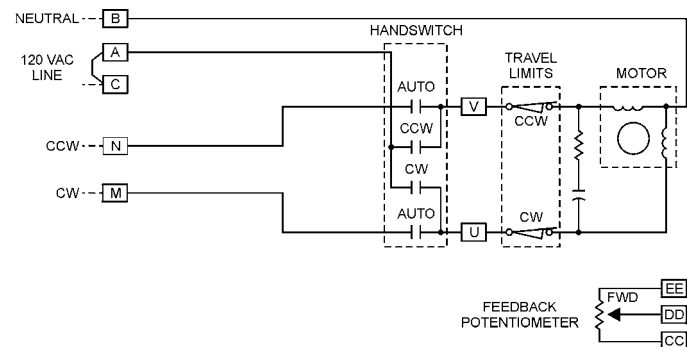 NEUTRAL B
HANDSWITCH
120 VAC
LINE
A
C
TRAVEL
LIMITS
MOTOR
AUTO
V
CCW
CCW
CCW N
CW
CW M
AUTO
U
CW
FEEDBACK
POTENTIOMETER
FWD
EE
DD
CC